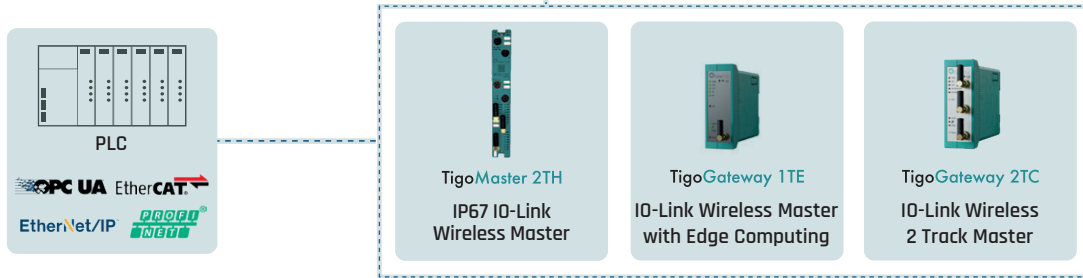 PLC
OPC UA
EtherCAT®
EtherNet/IP™
PROFI®
NET
TigoMaster 2TH
IP67 IO-Link
Wireless Master
TigoGateway 1TE
IO-Link Wireless Master
with Edge Computing
TigoGateway 2TC
IO-Link Wireless
2 Track Master